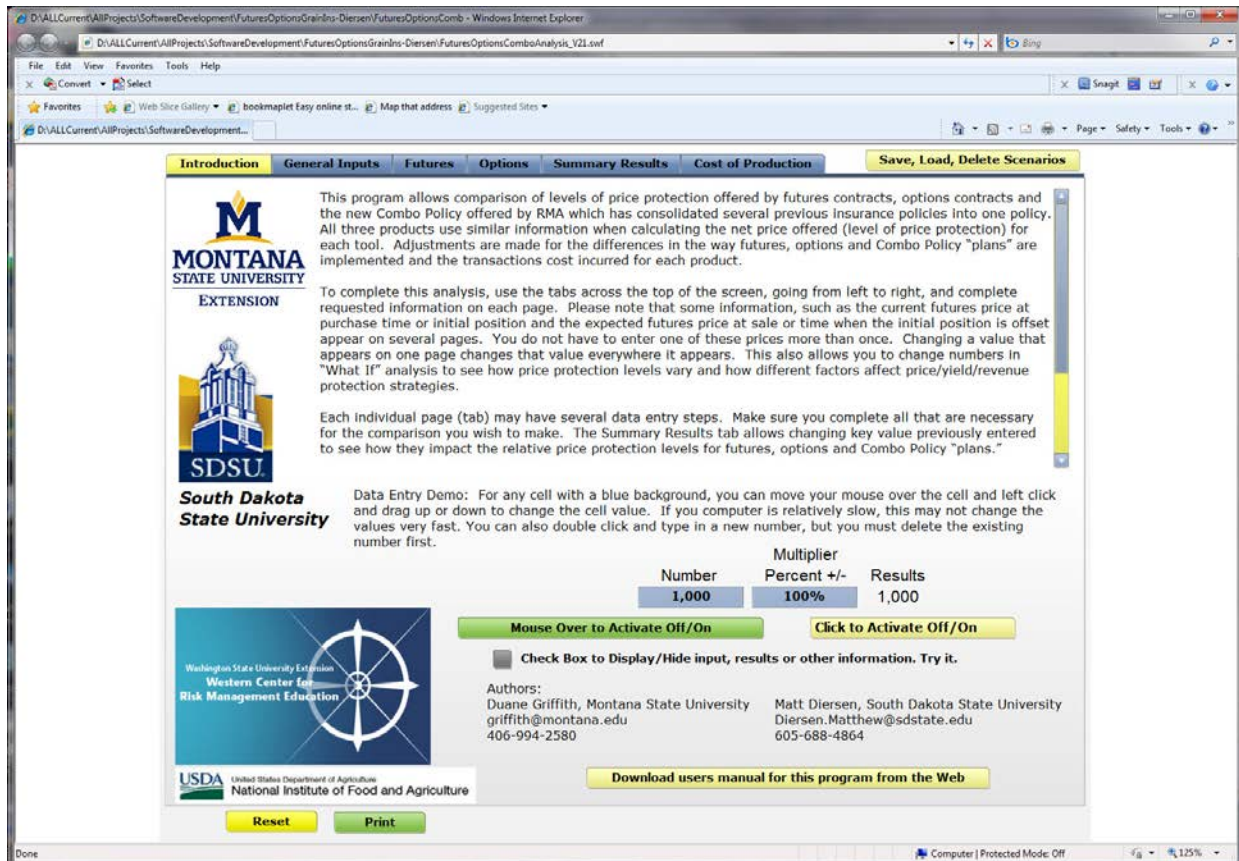 D:\ALLCurrent\AllProjects\SoftwareDevelopment\FuturesOptionsGrainIns-Diersen\FuturesOptionsComb - Windows Internet Explorer
D:\ALLCurrent\AllProjects\SoftwareDevelopment\FuturesOptionsGrainIns-Diersen\FuturesOptionsComboAnalysis_V21.swf
Bing
File Edit View Favorites Tools Help
Convert Select
Snagit
Favorites Web Slice Gallery bookmaplet Easy online st... Map that address Suggested Sites
D:\ALLCurrent\AllProjects\SoftwareDevelopment...
Page Safety Tools
Introduction General Inputs Futures Options Summary Results Cost of Production Save, Load, Delete Scenarios
M
MONTANA
STATE UNIVERSITY
EXTENSION
This program allows comparison of levels of price protection offered by futures contracts, options contracts and
the new Combo Policy offered by RMA which has consolidated several previous insurance policies into one policy.
All three products use similar information when calculating the net price offered (level of price protection) for
each tool. Adjustments are made for the differences in the way futures, options and Combo Policy "plans" are
implemented and the transactions cost incurred for each product.
To complete this analysis, use the tabs across the top of the screen, going from left to right, and complete
requested information on each page. Please note that some information, such as the current futures price at
purchase time or initial position and the expected futures price at sale or time when the initial position is offset
appear on several pages. You do not have to enter one of these prices more than once. Changing a value that
appears on one page changes that value everywhere it appears. This also allows you to change numbers in
"What If" analysis to see how price protection levels vary and how different factors affect price/yield/revenue
protection strategies.
Each individual page (tab) may have several data entry steps. Make sure you complete all that are necessary
for the comparison you wish to make. The Summary Results tab allows changing key value previously entered
to see how they impact the relative price protection levels for futures, options and Combo Policy "plans."
SDSU
South Dakota
State University
Data Entry Demo: For any cell with a blue background, you can move your mouse over the cell and left click
and drag up or down to change the cell value. If you computer is relatively slow, this may not change the
values very fast. You can also double click and type in a new number, but you must delete the existing
number first.
Multiplier
Number Percent +/- Results
1,000 100% 1,000
Mouse Over to Activate Off/On Click to Activate Off/On
Check Box to Display/Hide input, results or other information. Try it.
Washington State University Extension
Western Center for
Risk Management Education
Authors:
Duane Griffith, Montana State University
griffith@montana.edu
406-994-2580
Matt Diersen, South Dakota State University
Diersen.Matthew@sdstate.edu
605-688-4864
USDA United States Department of Agriculture
National Institute of Food and Agriculture
Download users manual for this program from the Web
Reset Print
Done
Computer | Protected Mode: Off
125%